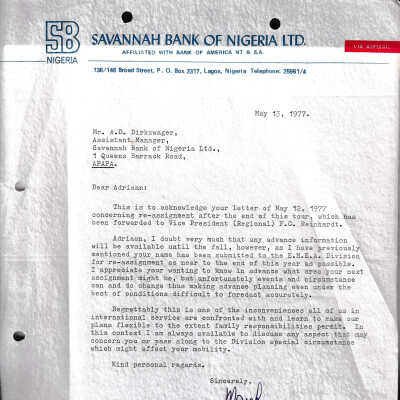 SB
NIGERIA
SAVANNAH BANK OF NIGERIA LTD.
AFFILIATED WITH BANK OF AMERICA NT & SA.
138/146 Broad Street, P. O. Box 2317, Lagos, Nigeria Telephone: 25961/4
VIA AIRMAIL
May 13, 1977.
Mr. A.D. Dirkzwager,
Assistant Manager,
Savannah Bank of Nigeria Ltd.,
1 Queens Barrack Road,
APAPA.
Dear Adriaan:
This is to acknowledge your letter of May 12, 1977
concerning re-assignment after the end of this tour, which has
been forwarded to Vice President (Regional) F.G. Reinhardt.
Adriaan, I doubt very much that any advance information
will be available until the fall, however, as I have previously
mentioned your name has been submitted to the E.M.E.A. Division
for re-assignment as near to the end of this year as possible.
I appreciate your wanting to know in advance what area your next
assignment might be, but unfortunately events and circumstance
can and do change thus making advance planning even under the
best of conditions difficult to forecast accurately.
Regrettably this is one of the inconveniences all of us in
international service are confronted with and learn to make our
plans flexible to the extent family responsibilities permit. In
this context I am always available to discuss any aspect that may
concern you or pass along to the Division special circumstance
which might affect your mobility.
Kind personal regards.
Sincerely,